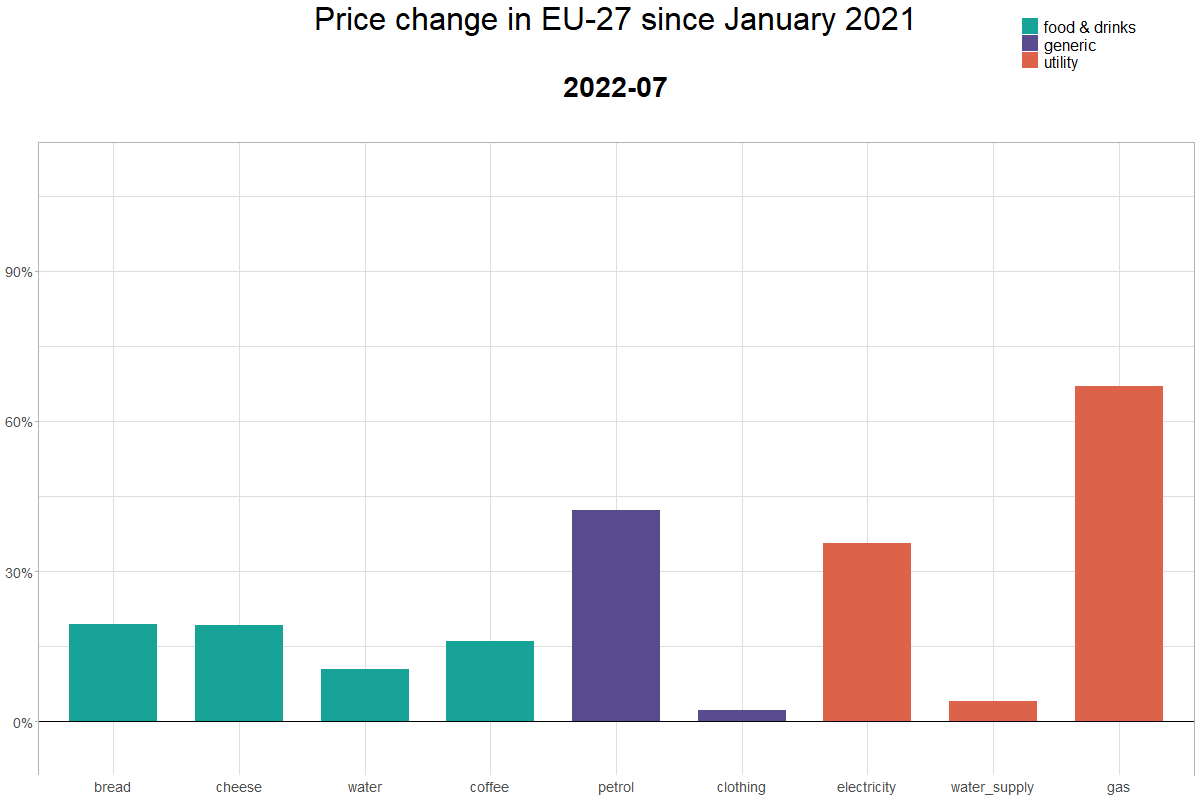 Price change in EU-27 since January 2021
food & drinks
generic
utility
2022-07
90%
60%
30%
0%
bread cheese water coffee petrol clothing electricity water_supply gas